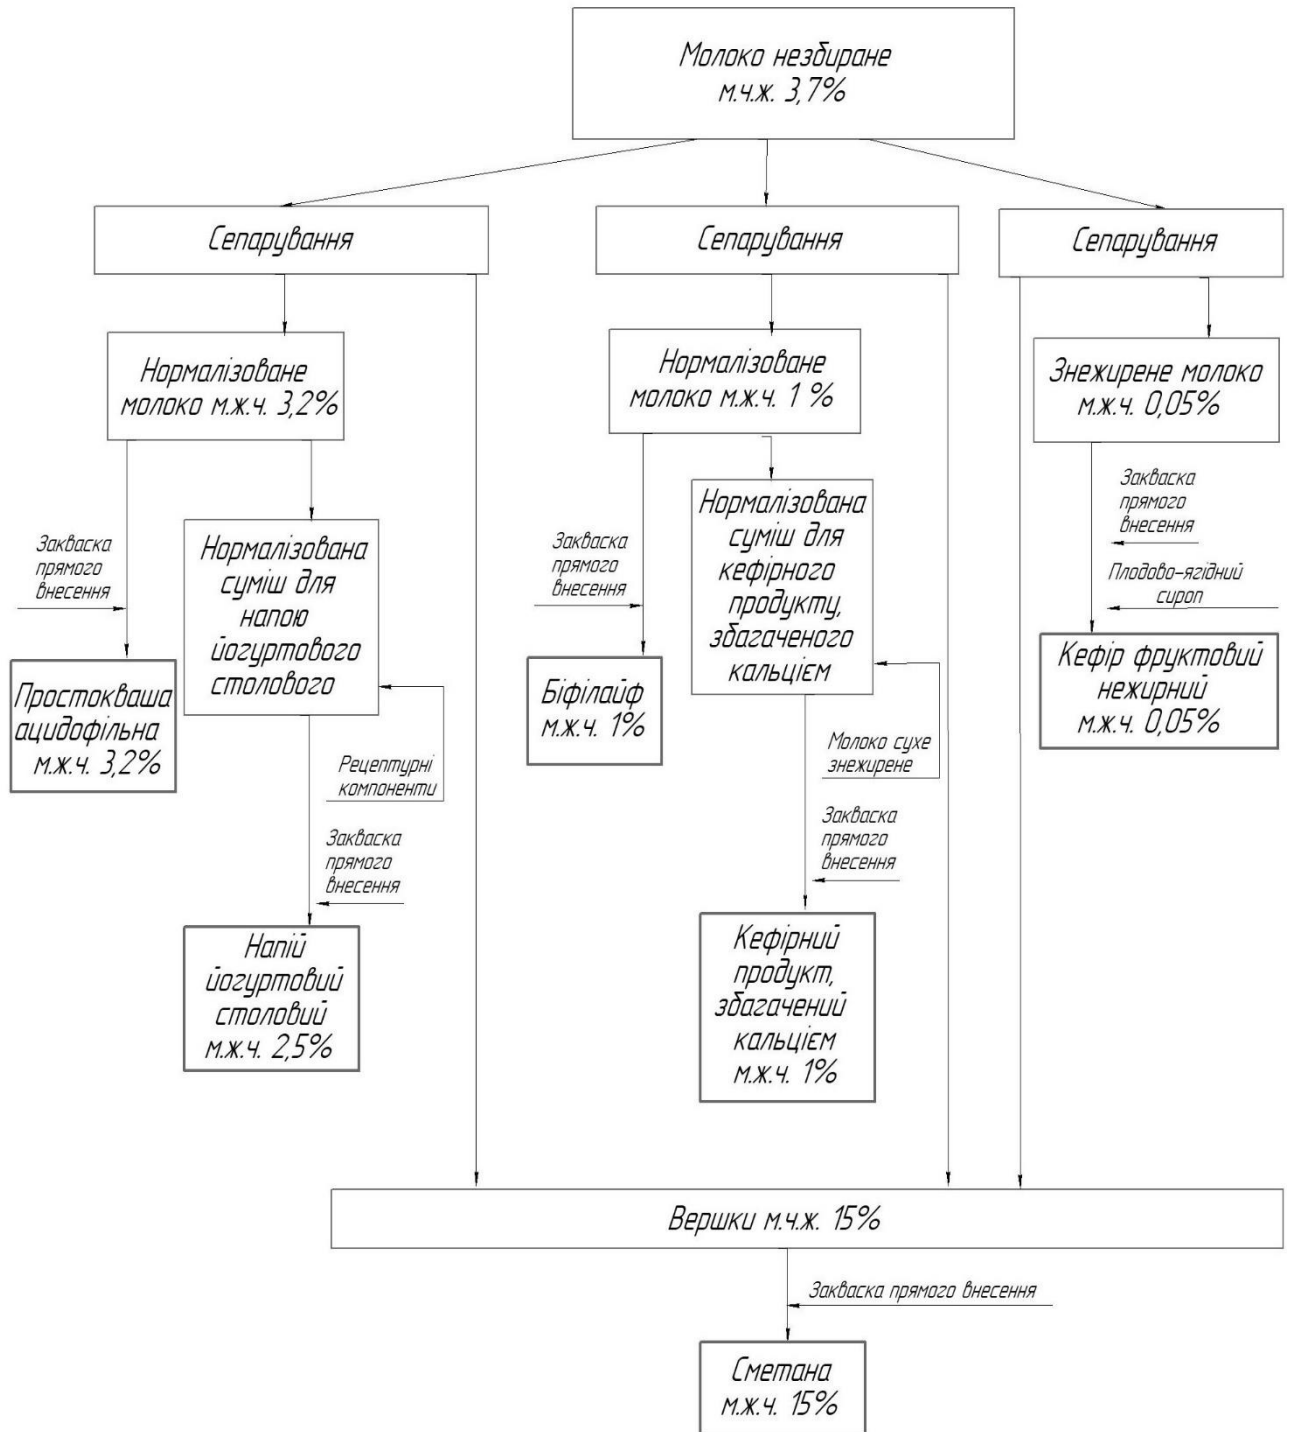 Молоко незбиране
м.ч.ж. 3,7%
Сепарування
Сепарування
Сепарування
Нормалізоване
молоко м.ж.ч. 3,2%
Нормалізоване
молоко м.ж.ч. 1 %
Знежирене молоко
м.ж.ч. 0,05%
Закваска
прямого
внесення
Нормалізована
суміш для
напою
йогуртового
столового
Закваска
прямого
внесення
Нормалізована
суміш для
кефірного
продукту,
збагаченого
кальцієм
Закваска
прямого
внесення
Плодово-ягідний
сироп
Простокваша
ацидофільна
м.ж.ч. 3,2%
Біфілайф
м.ж.ч. 1%
Кефір фруктовий
нежирний
м.ж.ч. 0,05%
Рецептурні
компоненти
Молоко сухе
знежирене
Закваска
прямого
внесення
Закваска
прямого
внесення
Напій
йогуртовий
столовий
м.ж.ч. 2,5%
Кефірний
продукт,
збагачений
кальцієм
м.ж.ч. 1%
Вершки м.ч.ж. 15%
Закваска прямого внесення
Сметана
м.ж.ч. 15%